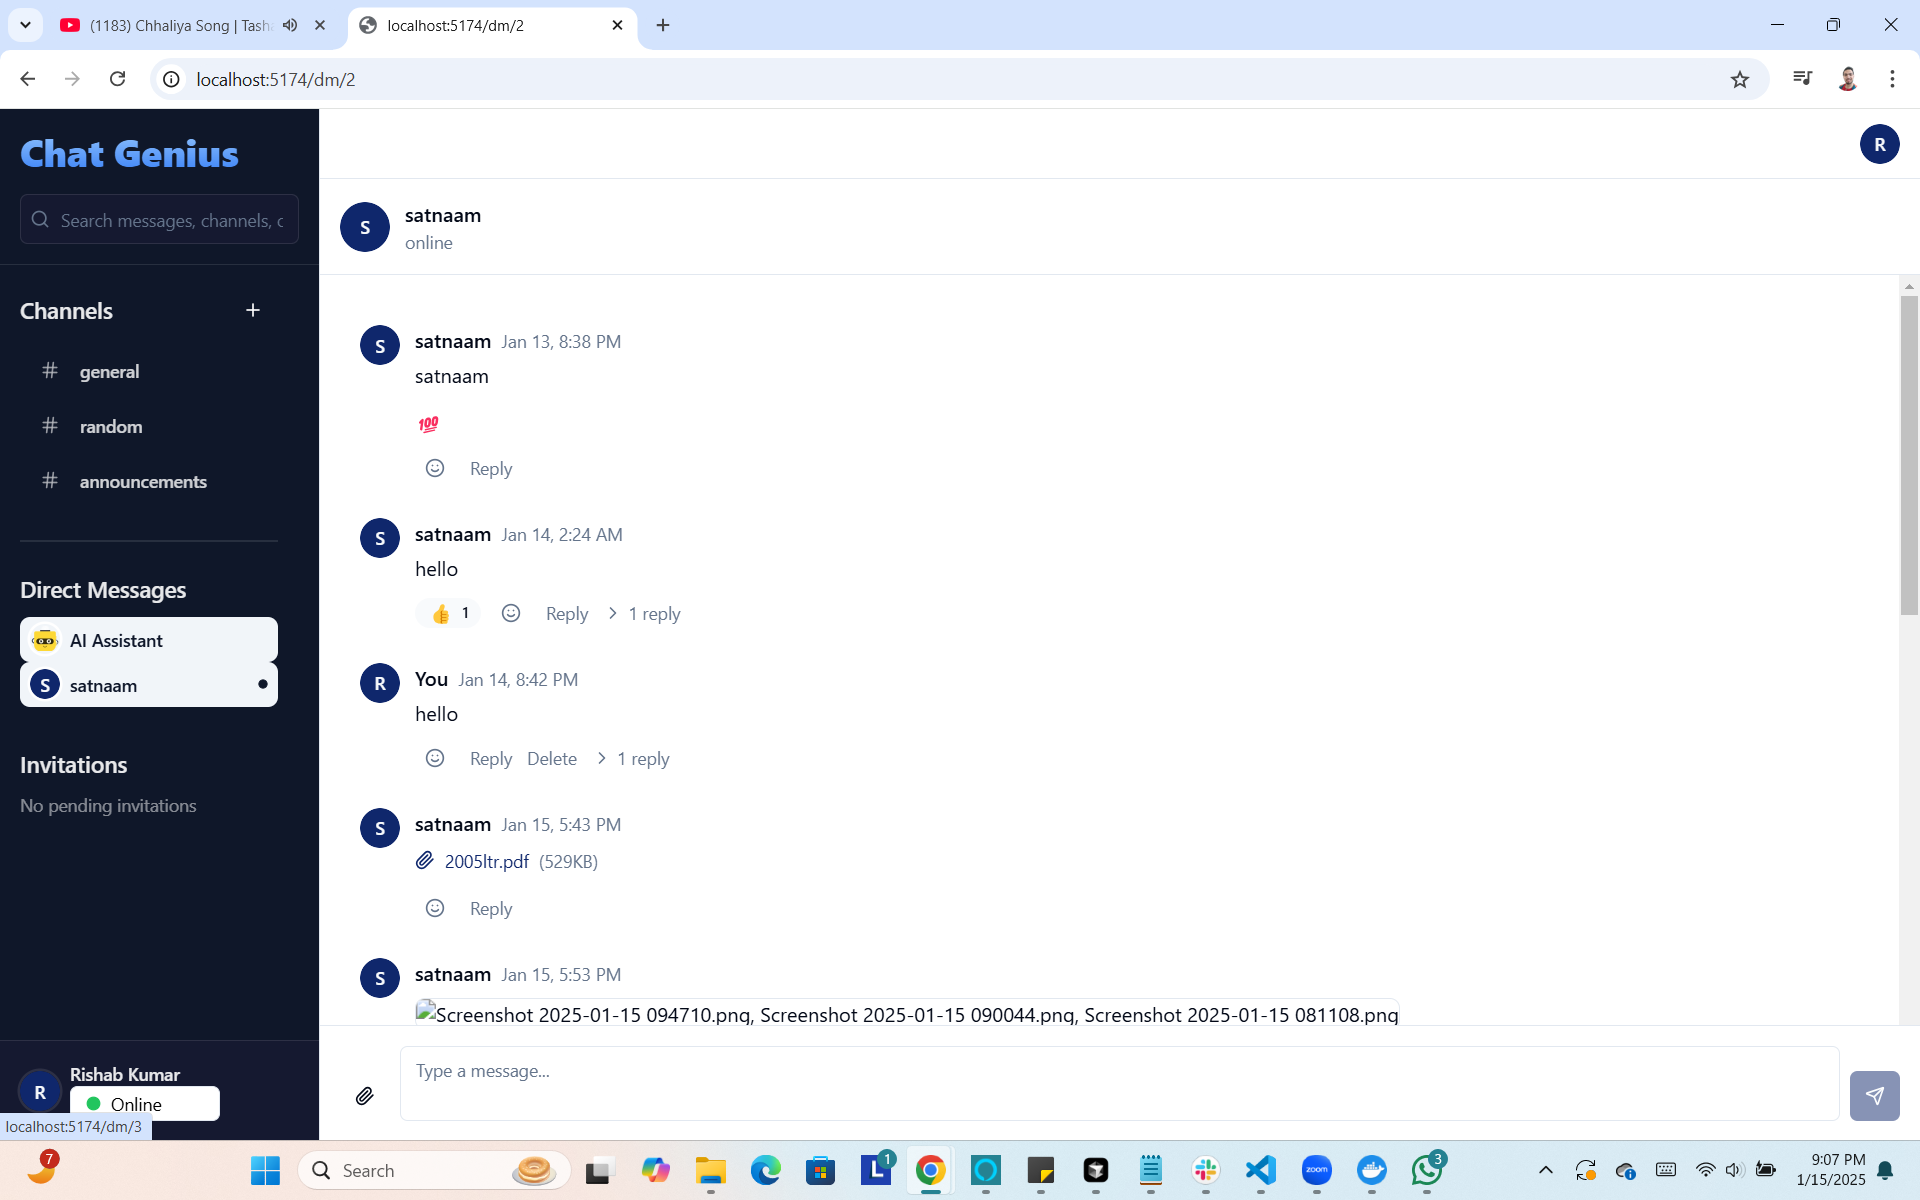 (1183) Chhaliya Song | Tasha
localhost:5174/dm/2
localhost:5174/dm/2
Chat Genius
Search messages, channels, c
Channels
+
# general
# random
# announcements
Direct Messages
AI Assistant
S satnaam
Invitations
No pending invitations
R Rishab Kumar
Online
localhost:5174/dm/3
R
S satnaam
online
S satnaam Jan 13, 8:38 PM
satnaam
💯
Reply
S satnaam Jan 14, 2:24 AM
hello
👍 1 Reply > 1 reply
R You Jan 14, 8:42 PM
hello
Reply Delete > 1 reply
S satnaam Jan 15, 5:43 PM
2005ltr.pdf (529KB)
Reply
S satnaam Jan 15, 5:53 PM
Screenshot 2025-01-15 094710.png, Screenshot 2025-01-15 090044.png, Screenshot 2025-01-15 081108.png
Type a message...
7
Search
L 1
zoom
3
9:07 PM
1/15/2025